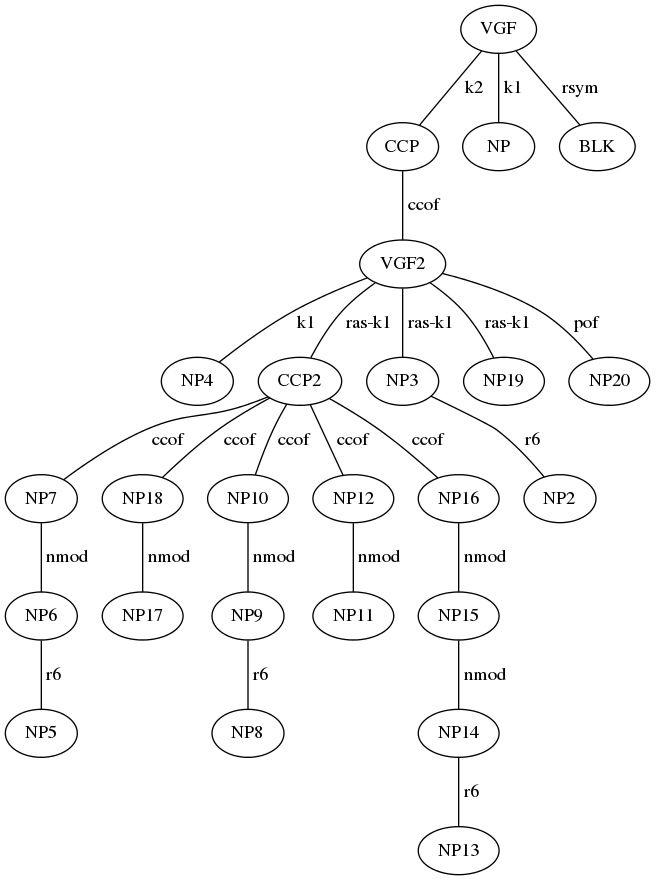 VGF
k2 k1 rsym
CCP NP BLK
ccof
VGF2
k1 ras-k1 ras-k1 ras-k1 pof
NP4 CCP2 NP3 NP19 NP20
ccof ccof ccof ccof ccof r6
NP7 NP18 NP10 NP12 NP16 NP2
nmod nmod nmod nmod nmod
NP6 NP17 NP9 NP11 NP15
r6 r6 nmod
NP5 NP8 NP14
r6
NP13